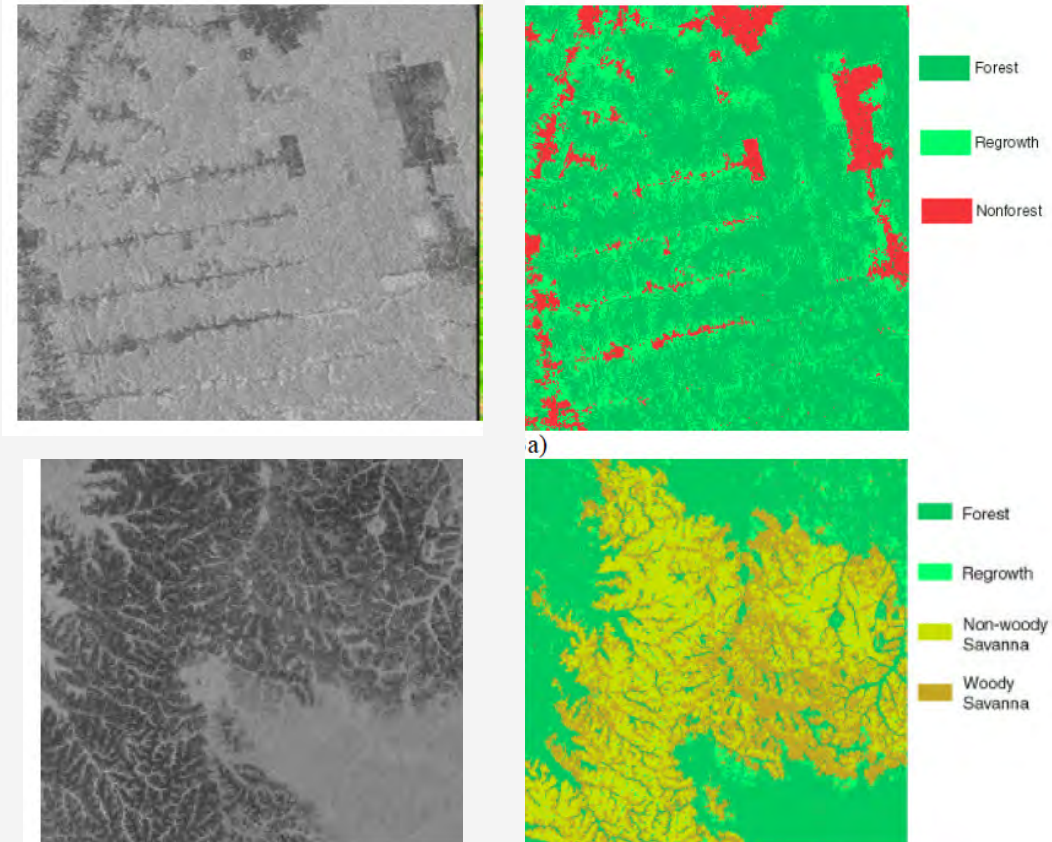 Forest
Regrowth
Nonforest
a)
Forest
Regrowth
Non-woody
Savanna
Woody
Savanna